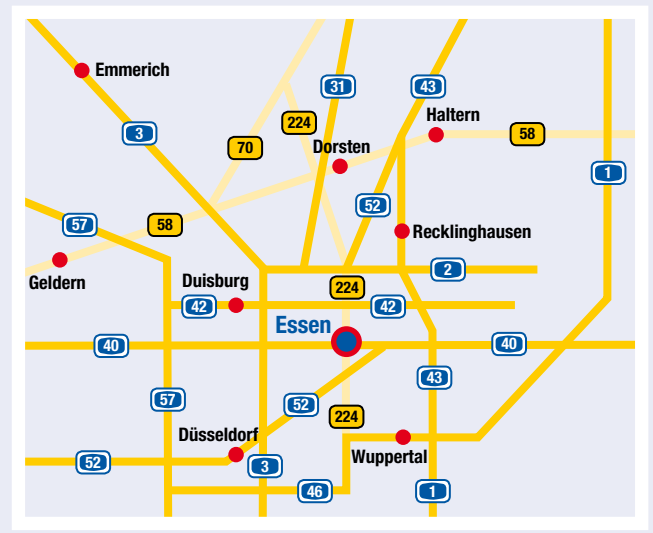 Emmerich
31
43
Haltern
224
3
70
58
Dorsten
1
52
57
58
Recklinghausen
2
Geldern
Duisburg
224
42
42
Essen
40
40
43
57
52
224
Düsseldorf
52
3
Wuppertal
46
1